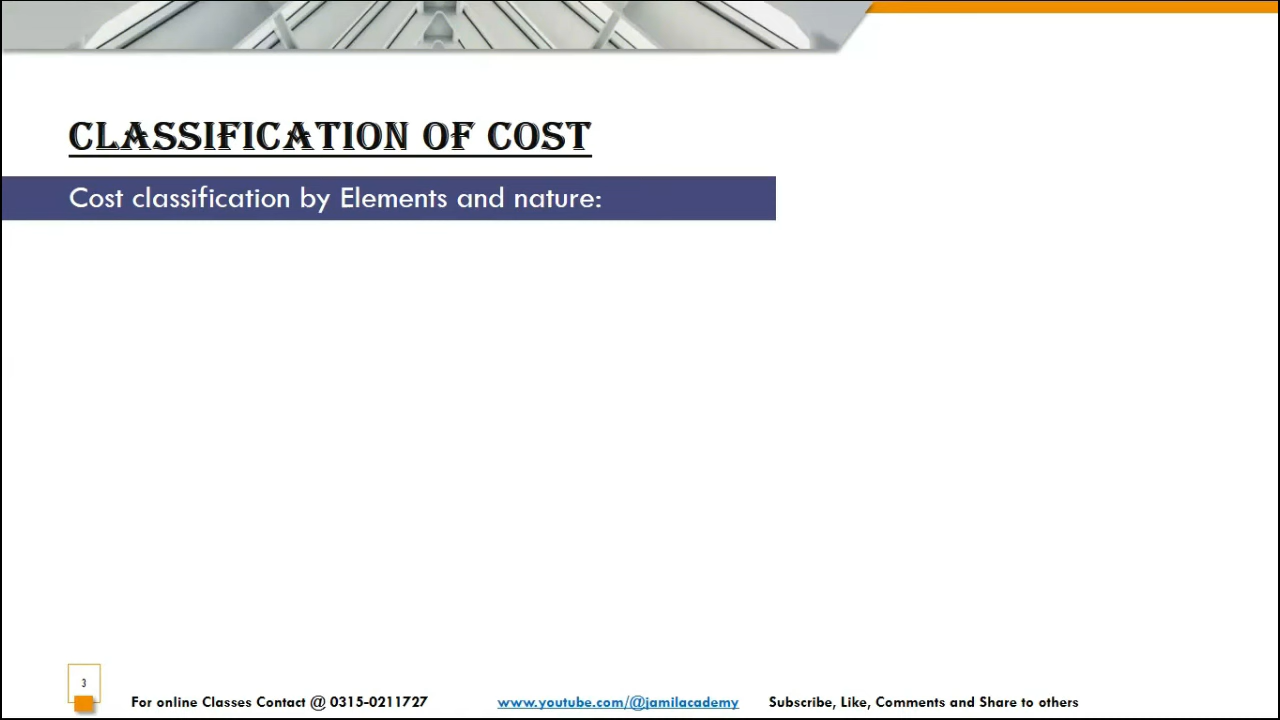 CLASSIFICATION OF COST
Cost classification by Elements and nature:
3
For online Classes Contact @ 0315-0211727 www.youtube.com/@jamilacademy Subscribe, Like, Comments and Share to others